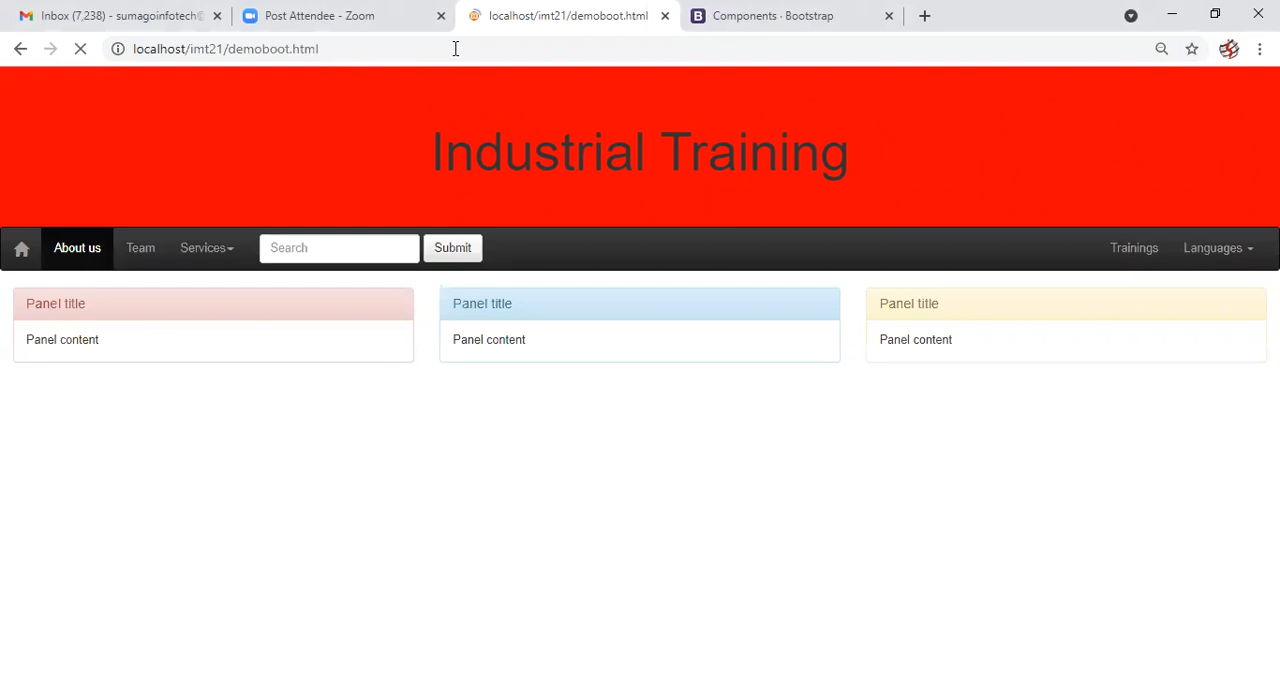 Inbox (7,238) - sumagoinfotech@
Post Attendee - Zoom
localhost/imt21/demoboot.html
Components · Bootstrap
localhost/imt21/demoboot.html
Industrial Training
About us Team Services Search Submit Trainings Languages
Panel title Panel title Panel title
Panel content Panel content Panel content